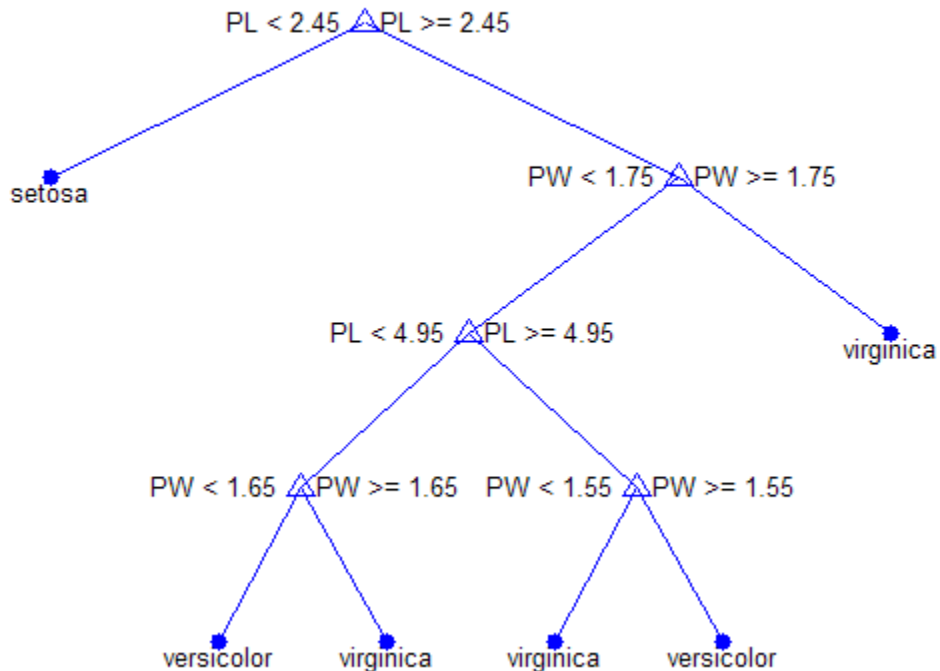 PL < 2.45 PL >= 2.45
setosa
PW < 1.75 PW >= 1.75
PL < 4.95 PL >= 4.95
virginica
PW < 1.65 PW >= 1.65 PW < 1.55 PW >= 1.55
versicolor virginica virginica versicolor